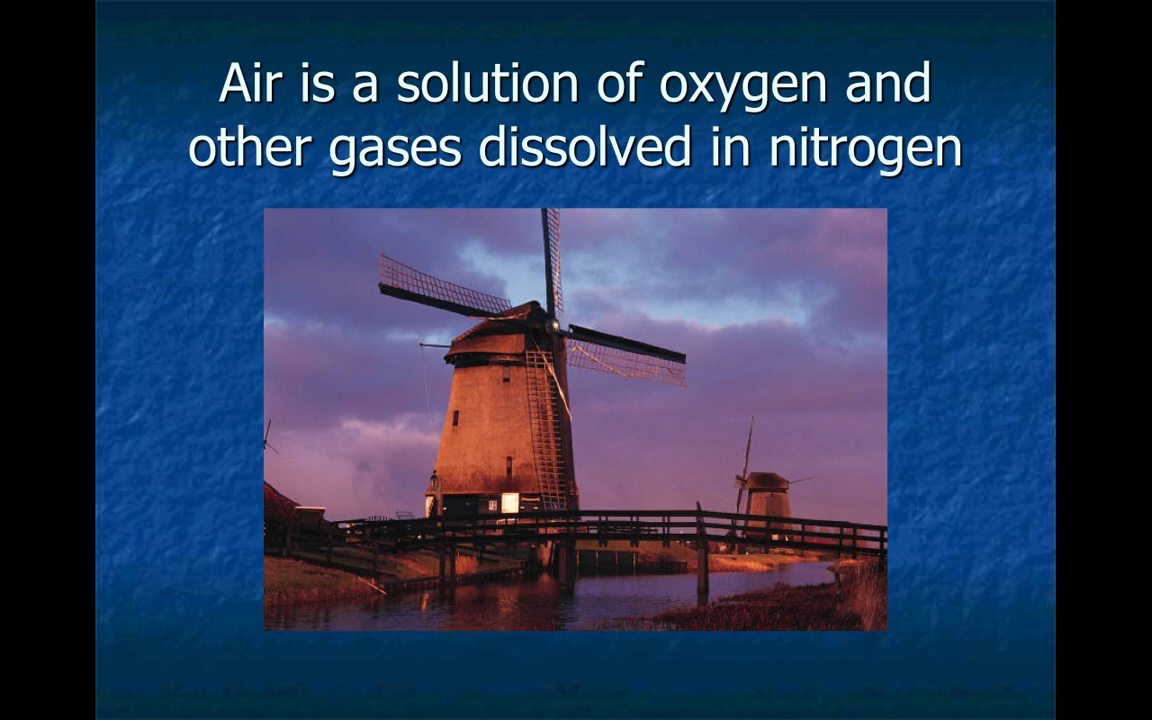 Air is a solution of oxygen and
other gases dissolved in nitrogen